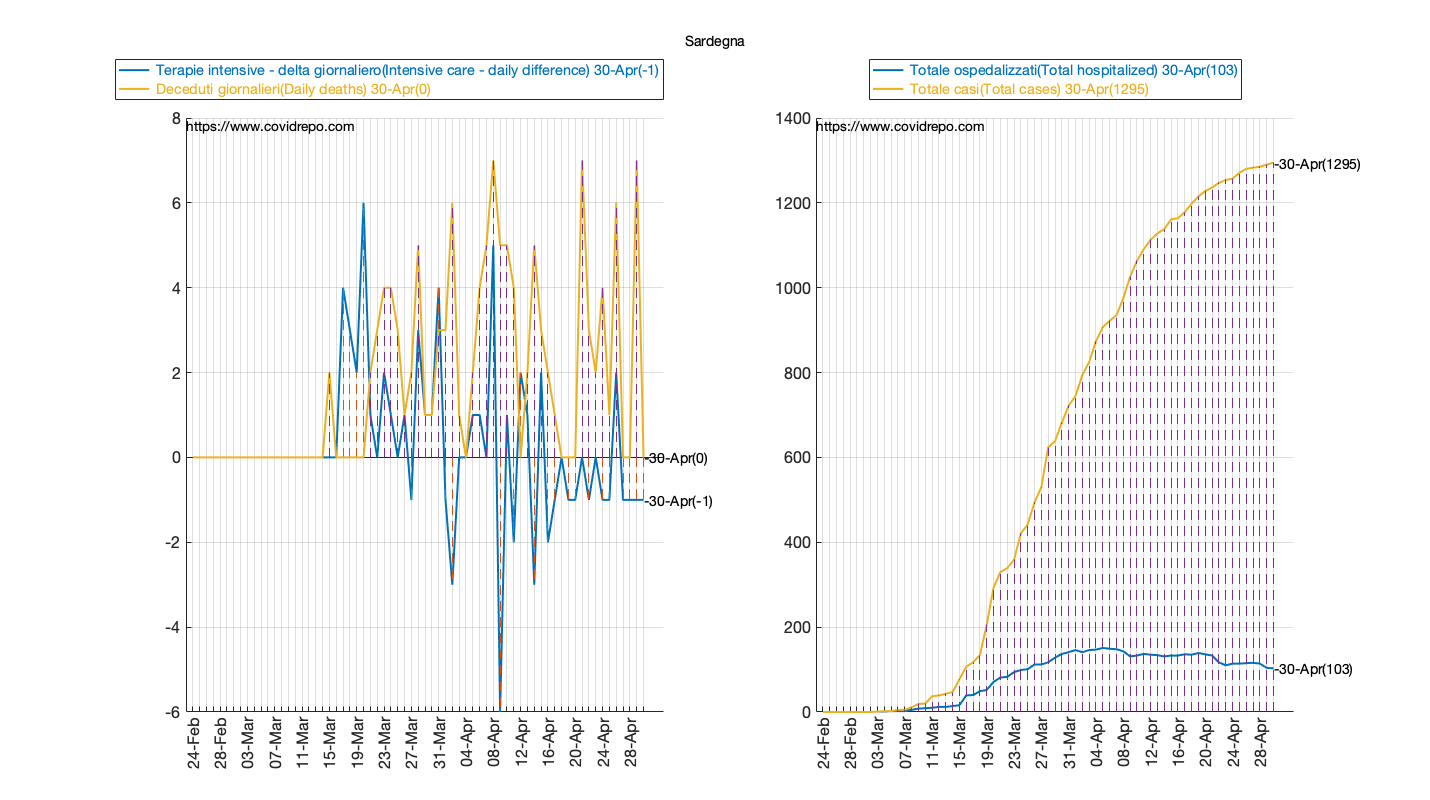 Sardegna
Terapie intensive - delta giornaliero(Intensive care - daily difference) 30-Apr(-1)
Deceduti giornalieri(Daily deaths) 30-Apr(0)
https://www.covidrepo.com
8
6
4
2
0
-2
-4
-6
-30-Apr(0)
-30-Apr(-1)
24-Feb
28-Feb
03-Mar
07-Mar
11-Mar
15-Mar
19-Mar
23-Mar
27-Mar
31-Mar
04-Apr
08-Apr
12-Apr
16-Apr
20-Apr
24-Apr
28-Apr
Totale ospedalizzati(Total hospitalized) 30-Apr(103)
Totale casi(Total cases) 30-Apr(1295)
https://www.covidrepo.com
1400
1200
1000
800
600
400
200
0
-30-Apr(1295)
-30-Apr(103)
24-Feb
28-Feb
03-Mar
07-Mar
11-Mar
15-Mar
19-Mar
23-Mar
27-Mar
31-Mar
04-Apr
08-Apr
12-Apr
16-Apr
20-Apr
24-Apr
28-Apr